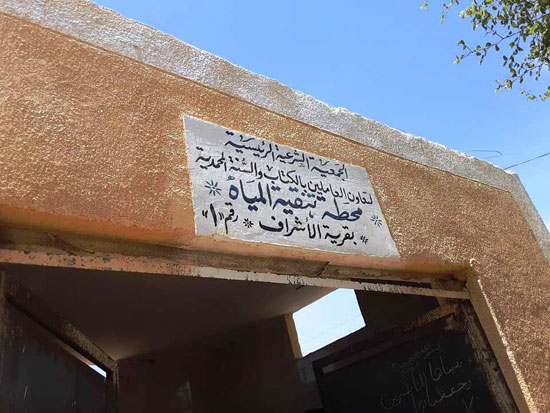 الجمعية الشرعية الرئيسية
لتعاون العاملين بالكتاب والسنة المحمدية
محطة تنقية المياه
بقرية الأشراف * رقم "١"